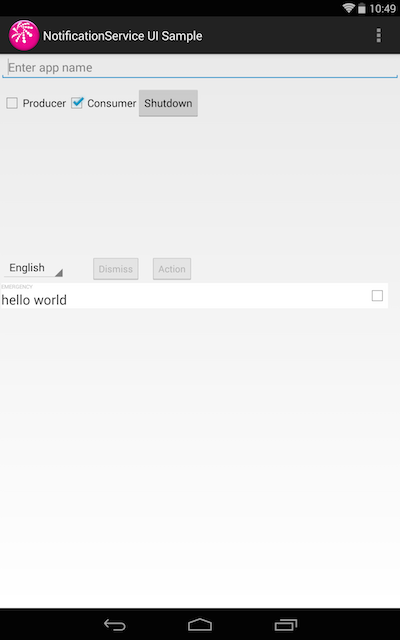 10:49
NotificationService UI Sample
Enter app name
Producer Consumer Shutdown
English Dismiss Action
EMERGENCY
hello world